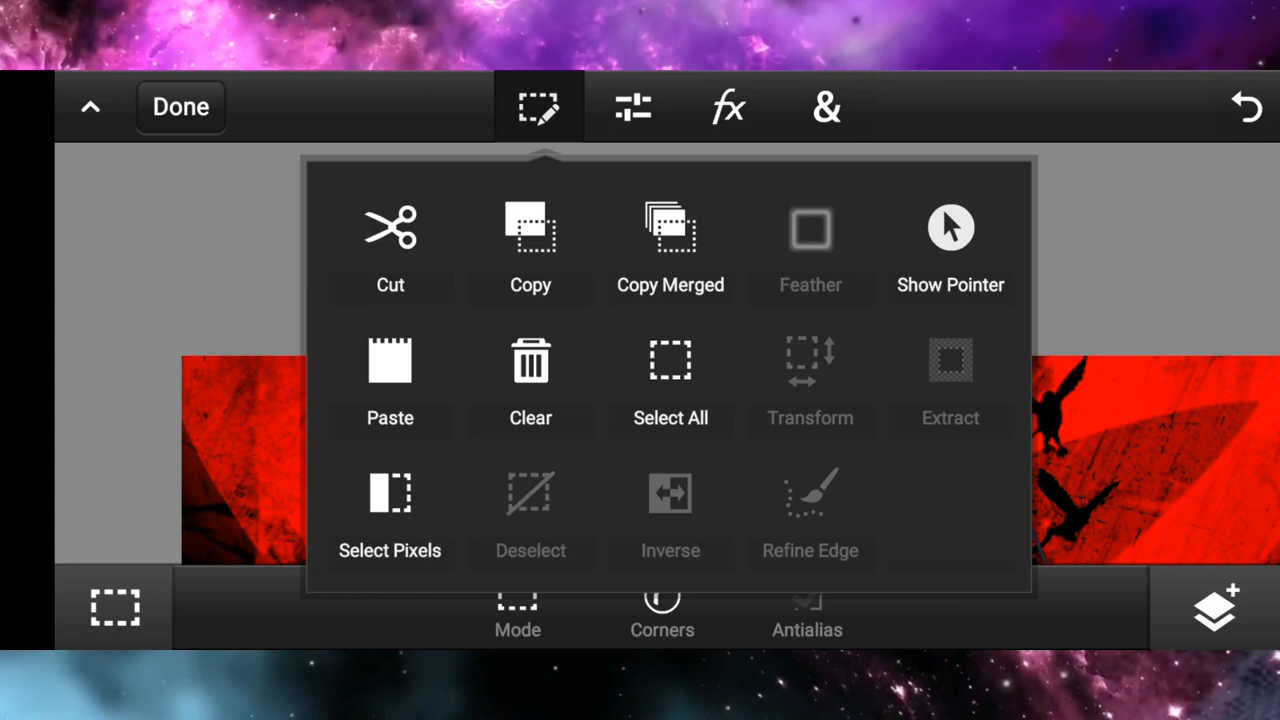 Done
fx
&
Cut
Copy
Copy Merged
Feather
Show Pointer
Paste
Clear
Select All
Transform
Extract
Select Pixels
Deselect
Inverse
Refine Edge
Mode
Corners
Antialias